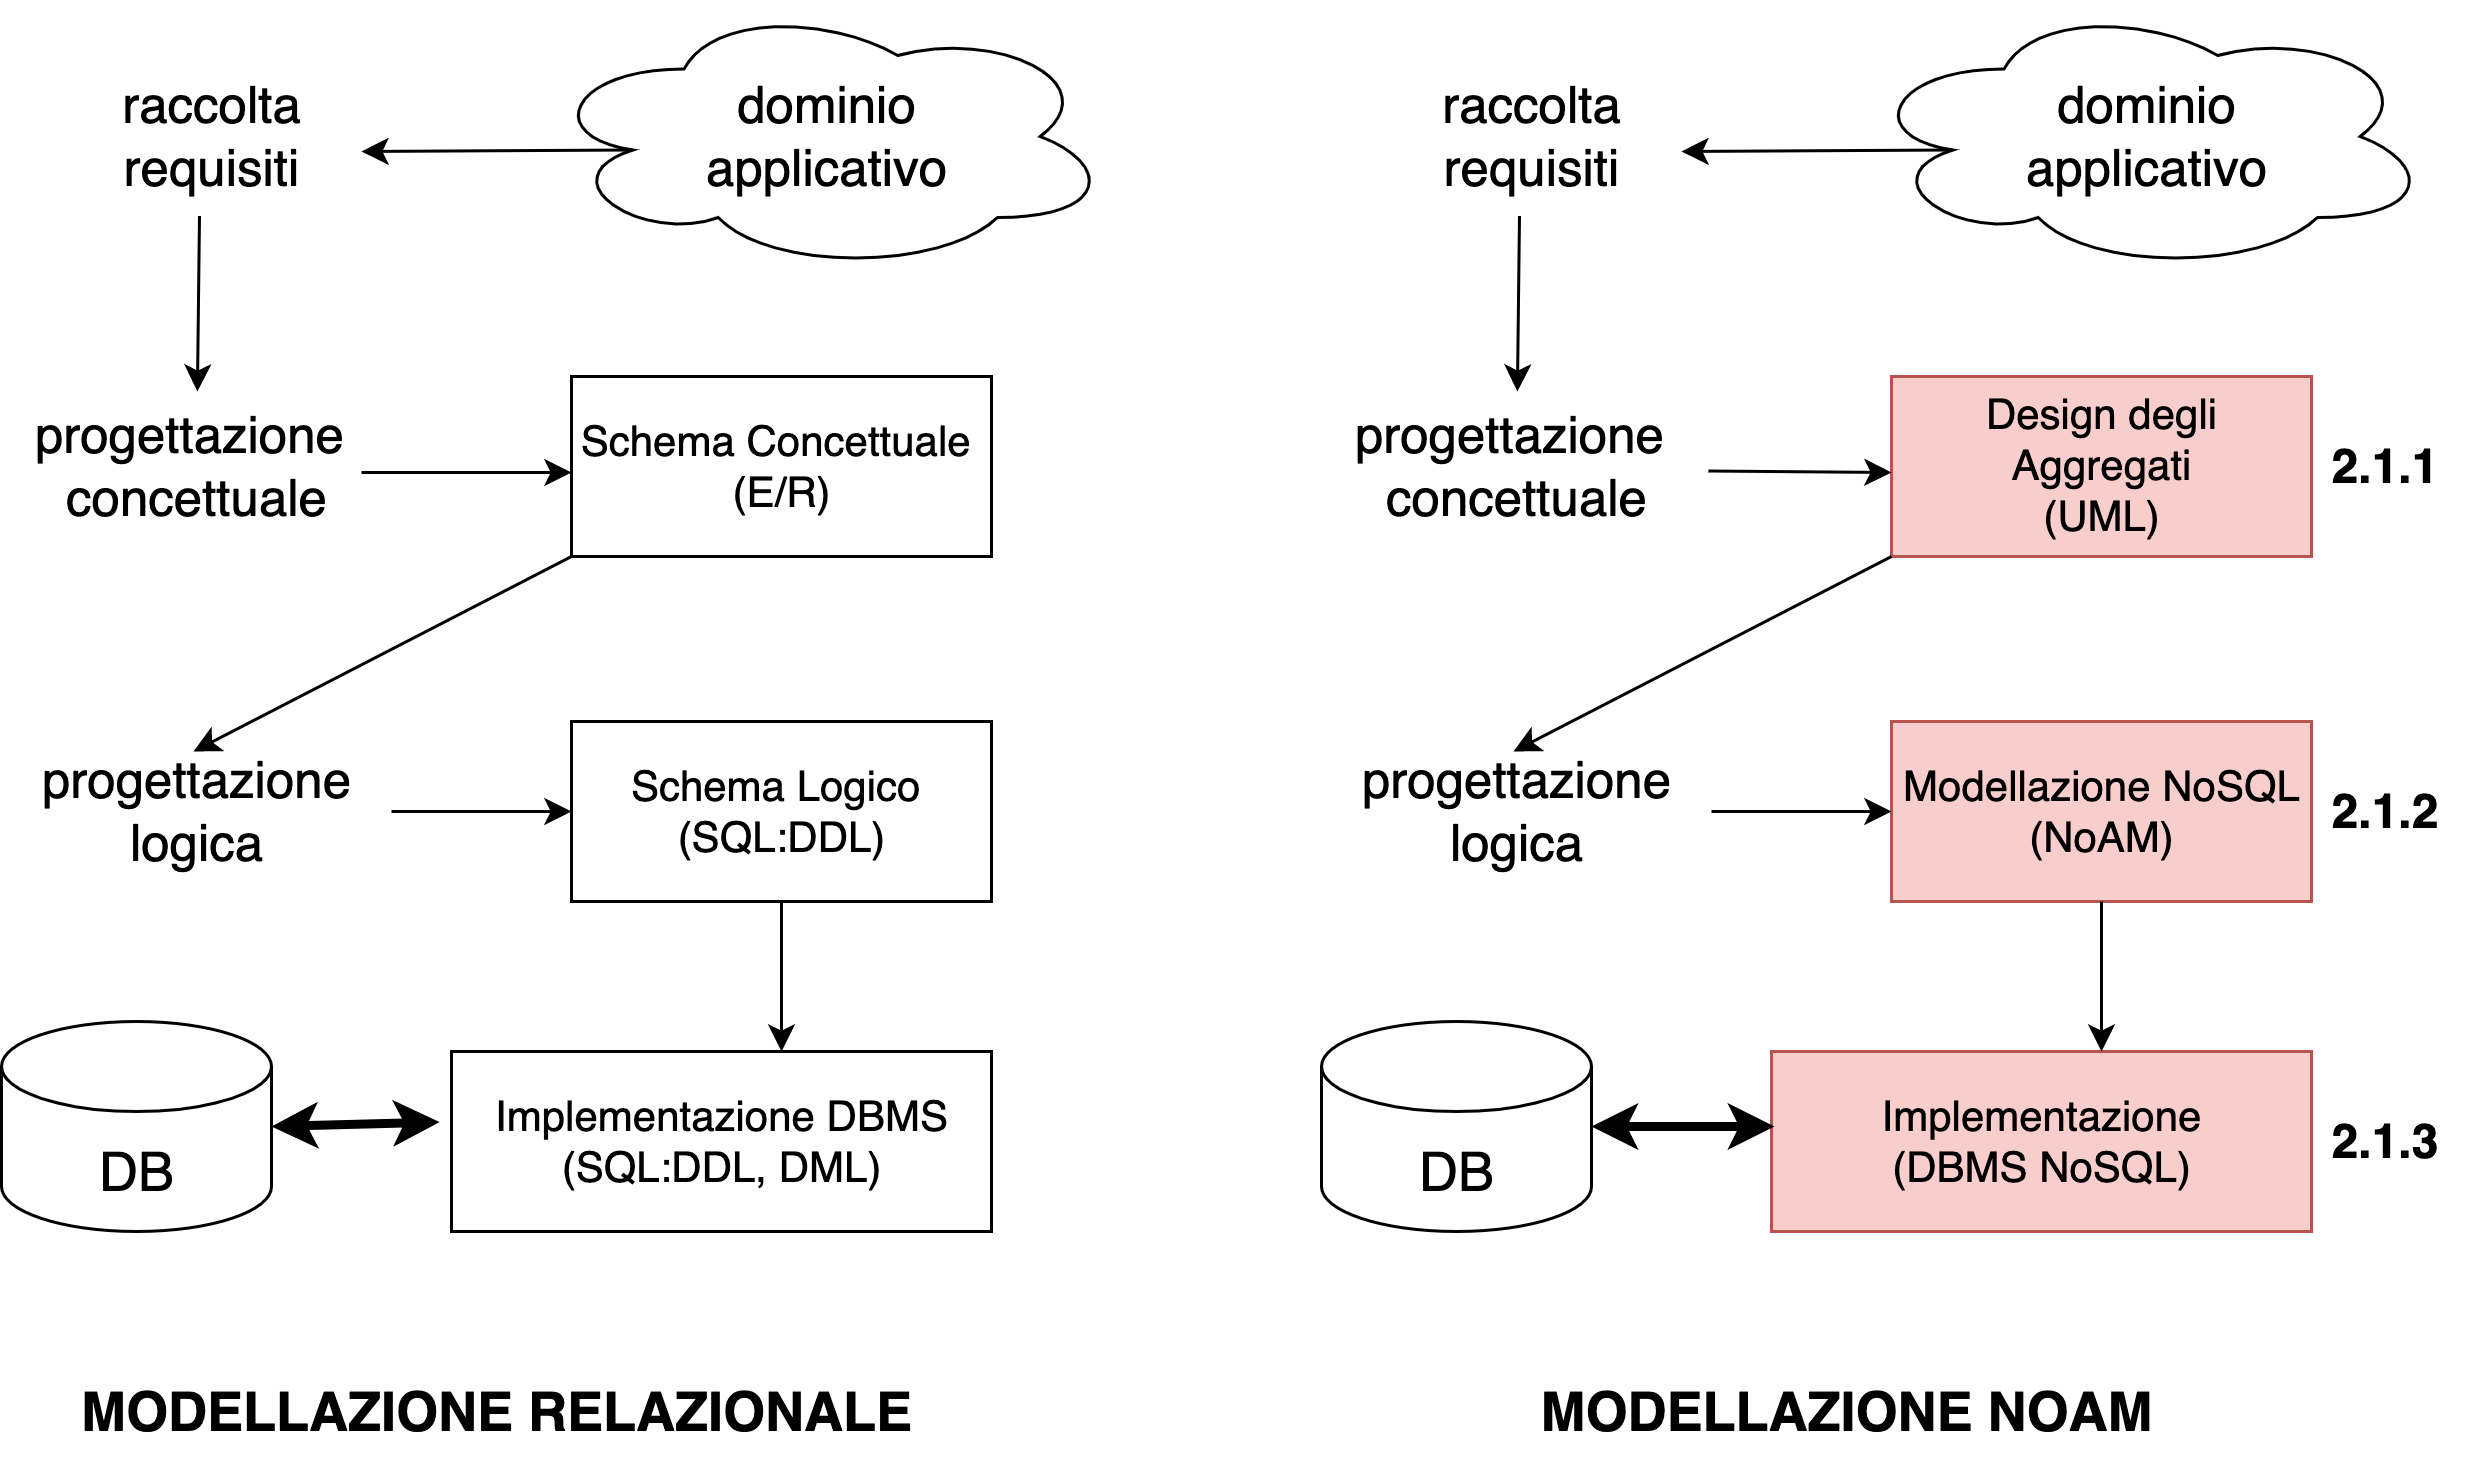 raccolta
requisiti
dominio
applicativo
progettazione
concettuale
Schema Concettuale
(E/R)
progettazione
logica
Schema Logico
(SQL:DDL)
DB
Implementazione DBMS
(SQL:DDL, DML)
MODELLAZIONE RELAZIONALE
raccolta
requisiti
dominio
applicativo
progettazione
concettuale
Design degli
Aggregati
(UML)
2.1.1
progettazione
logica
Modellazione NoSQL
(NoAM)
2.1.2
DB
Implementazione
(DBMS NoSQL)
2.1.3
MODELLAZIONE NOAM